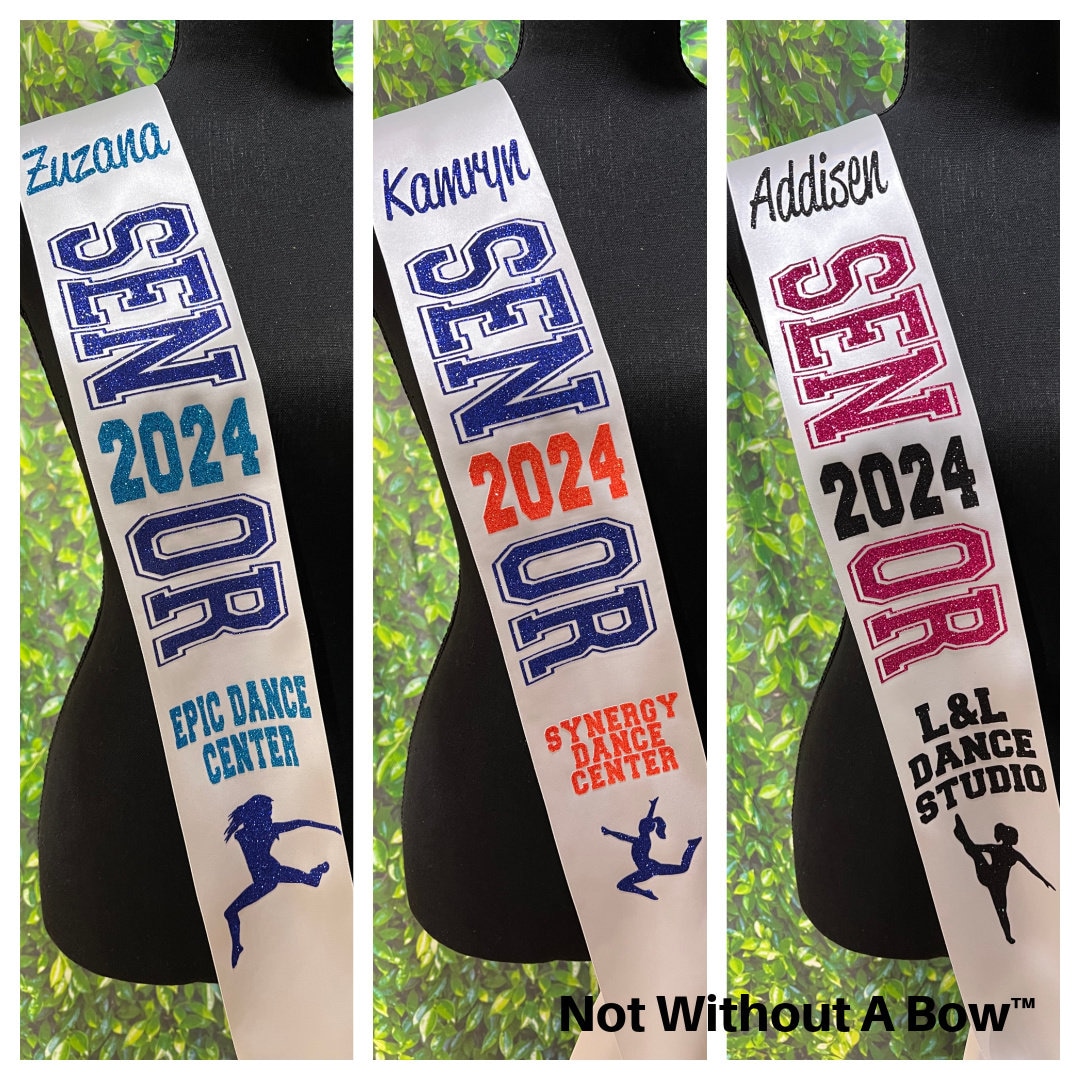 Zuzana
SEN
2024
OR
EPIC DANCE
CENTER
Kamryn
SEN
2024
OR
SYNERGY
DANCE
CENTER
Addisen
SEN
2024
OR
L&L
DANCE
STUDIO
Not Without A Bow™